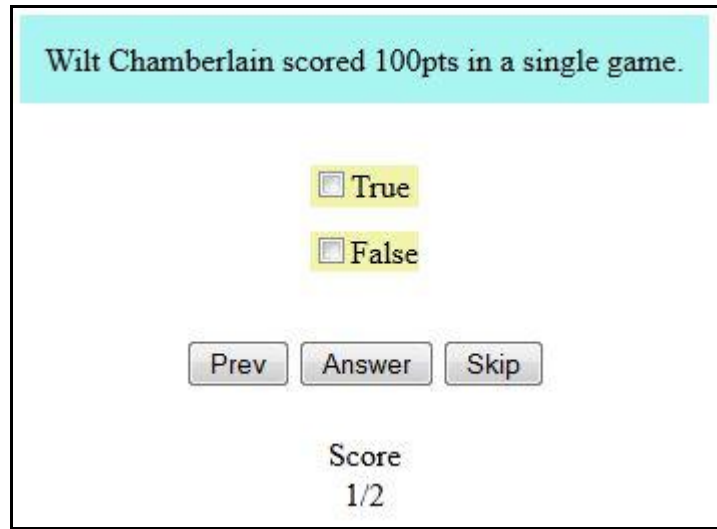 Wilt Chamberlain scored 100pts in a single game.
True
False
Prev Answer Skip
Score
1/2